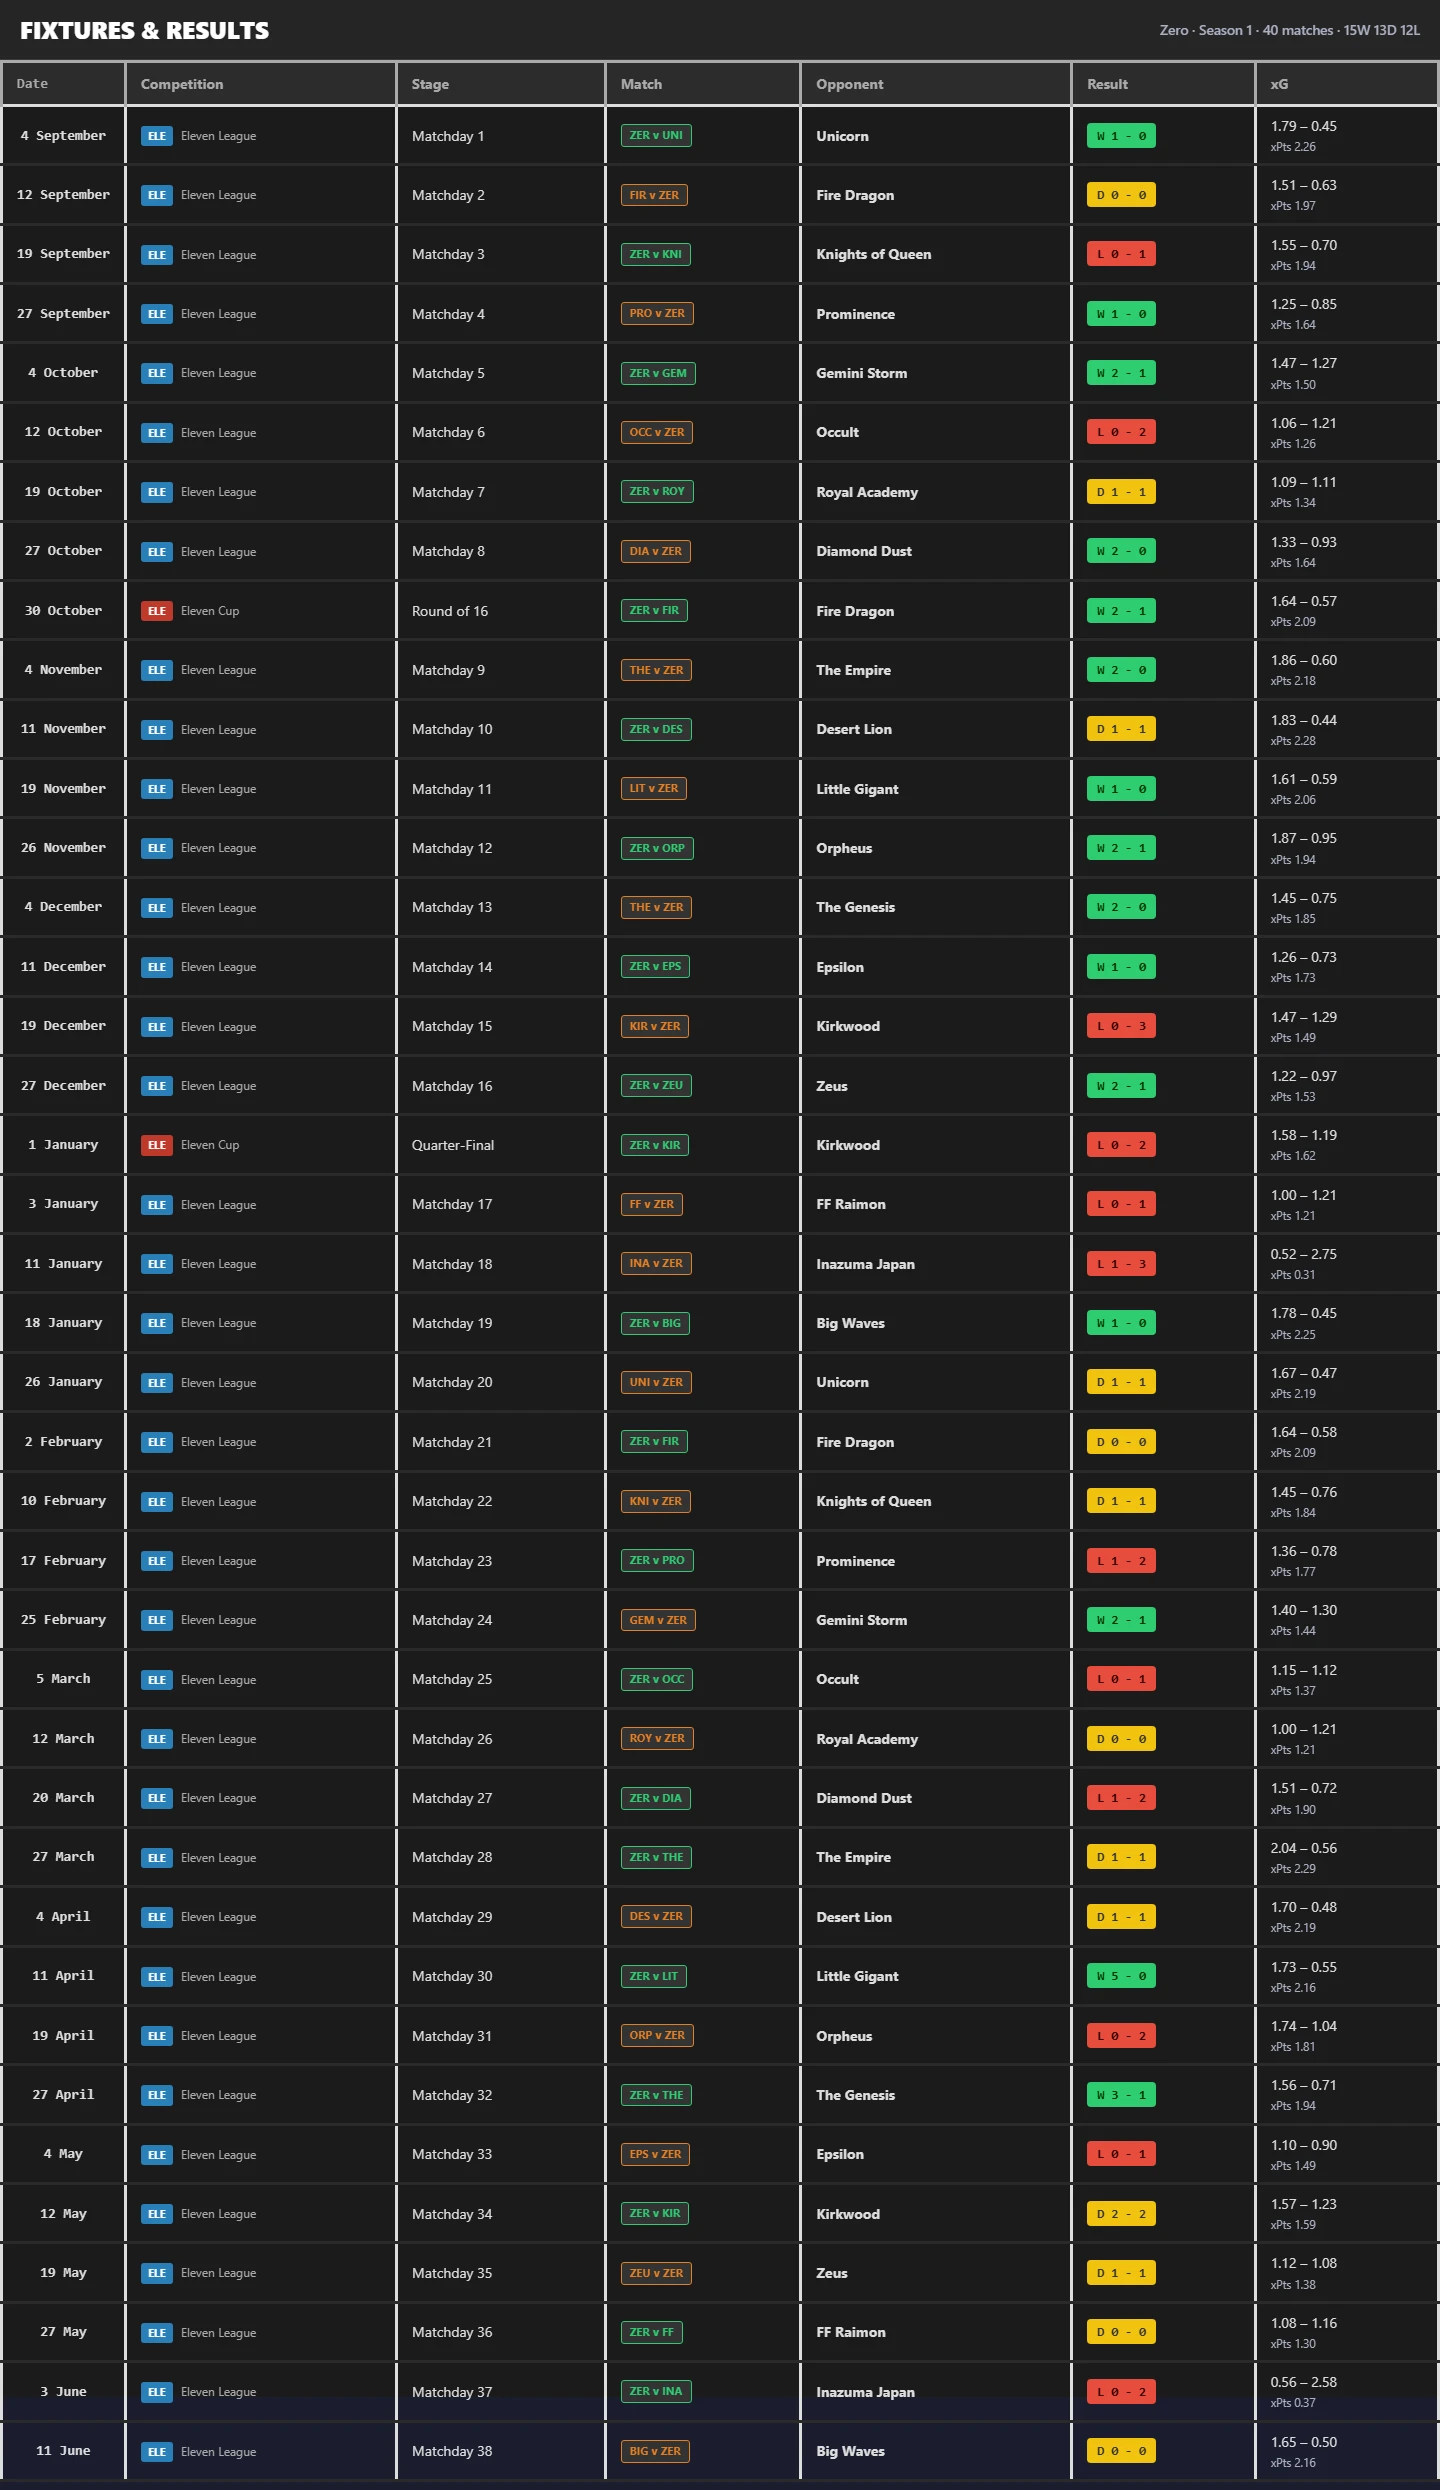 FIXTURES & RESULTS
Zero · Season 1 · 40 matches · 15W 13D 12L
Date Competition Stage Match Opponent Result xG
4 September ELE Eleven League Matchday 1 ZER v UNI Unicorn W 1 - 0 1.79 – 0.45
xPts 2.26
12 September ELE Eleven League Matchday 2 FIR v ZER Fire Dragon D 0 - 0 1.51 – 0.63
xPts 1.97
19 September ELE Eleven League Matchday 3 ZER v KNI Knights of Queen L 0 - 1 1.55 – 0.70
xPts 1.94
27 September ELE Eleven League Matchday 4 PRO v ZER Prominence W 1 - 0 1.25 – 0.85
xPts 1.64
4 October ELE Eleven League Matchday 5 ZER v GEM Gemini Storm W 2 - 1 1.47 – 1.27
xPts 1.50
12 October ELE Eleven League Matchday 6 OCC v ZER Occult L 0 - 2 1.06 – 1.21
xPts 1.26
19 October ELE Eleven League Matchday 7 ZER v ROY Royal Academy D 1 - 1 1.09 – 1.11
xPts 1.34
27 October ELE Eleven League Matchday 8 DIA v ZER Diamond Dust W 2 - 0 1.33 – 0.93
xPts 1.64
30 October ELE Eleven Cup Round of 16 ZER v FIR Fire Dragon W 2 - 1 1.64 – 0.57
xPts 2.09
4 November ELE Eleven League Matchday 9 THE v ZER The Empire W 2 - 0 1.86 – 0.60
xPts 2.18
11 November ELE Eleven League Matchday 10 ZER v DES Desert Lion D 1 - 1 1.83 – 0.44
xPts 2.28
19 November ELE Eleven League Matchday 11 LIT v ZER Little Gigant W 1 - 0 1.61 – 0.59
xPts 2.06
26 November ELE Eleven League Matchday 12 ZER v ORP Orpheus W 2 - 1 1.87 – 0.95
xPts 1.94
4 December ELE Eleven League Matchday 13 THE v ZER The Genesis W 2 - 0 1.45 – 0.75
xPts 1.85
11 December ELE Eleven League Matchday 14 ZER v EPS Epsilon W 1 - 0 1.26 – 0.73
xPts 1.73
19 December ELE Eleven League Matchday 15 KIR v ZER Kirkwood L 0 - 3 1.47 – 1.29
xPts 1.49
27 December ELE Eleven League Matchday 16 ZER v ZEU Zeus W 2 - 1 1.22 – 0.97
xPts 1.53
1 January ELE Eleven Cup Quarter-Final ZER v KIR Kirkwood L 0 - 2 1.58 – 1.19
xPts 1.62
3 January ELE Eleven League Matchday 17 FF v ZER FF Raimon L 0 - 1 1.00 – 1.21
xPts 1.21
11 January ELE Eleven League Matchday 18 INA v ZER Inazuma Japan L 1 - 3 0.52 – 2.75
xPts 0.31
18 January ELE Eleven League Matchday 19 ZER v BIG Big Waves W 1 - 0 1.78 – 0.45
xPts 2.25
26 January ELE Eleven League Matchday 20 UNI v ZER Unicorn D 1 - 1 1.67 – 0.47
xPts 2.19
2 February ELE Eleven League Matchday 21 ZER v FIR Fire Dragon D 0 - 0 1.64 – 0.58
xPts 2.09
10 February ELE Eleven League Matchday 22 KNI v ZER Knights of Queen D 1 - 1 1.45 – 0.76
xPts 1.84
17 February ELE Eleven League Matchday 23 ZER v PRO Prominence L 1 - 2 1.36 – 0.78
xPts 1.77
25 February ELE Eleven League Matchday 24 GEM v ZER Gemini Storm W 2 - 1 1.40 – 1.30
xPts 1.44
5 March ELE Eleven League Matchday 25 ZER v OCC Occult L 0 - 1 1.15 – 1.12
xPts 1.37
12 March ELE Eleven League Matchday 26 ROY v ZER Royal Academy D 0 - 0 1.00 – 1.21
xPts 1.21
20 March ELE Eleven League Matchday 27 ZER v DIA Diamond Dust L 1 - 2 1.51 – 0.72
xPts 1.90
27 March ELE Eleven League Matchday 28 ZER v THE The Empire D 1 - 1 2.04 – 0.56
xPts 2.29
4 April ELE Eleven League Matchday 29 DES v ZER Desert Lion D 1 - 1 1.70 – 0.48
xPts 2.19
11 April ELE Eleven League Matchday 30 ZER v LIT Little Gigant W 5 - 0 1.73 – 0.55
xPts 2.16
19 April ELE Eleven League Matchday 31 ORP v ZER Orpheus L 0 - 2 1.74 – 1.04
xPts 1.81
27 April ELE Eleven League Matchday 32 ZER v THE The Genesis W 3 - 1 1.56 – 0.71
xPts 1.94
4 May ELE Eleven League Matchday 33 EPS v ZER Epsilon L 0 - 1 1.10 – 0.90
xPts 1.49
12 May ELE Eleven League Matchday 34 ZER v KIR Kirkwood D 2 - 2 1.57 – 1.23
xPts 1.59
19 May ELE Eleven League Matchday 35 ZEU v ZER Zeus D 1 - 1 1.12 – 1.08
xPts 1.38
27 May ELE Eleven League Matchday 36 ZER v FF FF Raimon D 0 - 0 1.08 – 1.16
xPts 1.30
3 June ELE Eleven League Matchday 37 ZER v INA Inazuma Japan L 0 - 2 0.56 – 2.58
xPts 0.37
11 June ELE Eleven League Matchday 38 BIG v ZER Big Waves D 0 - 0 1.65 – 0.50
xPts 2.16